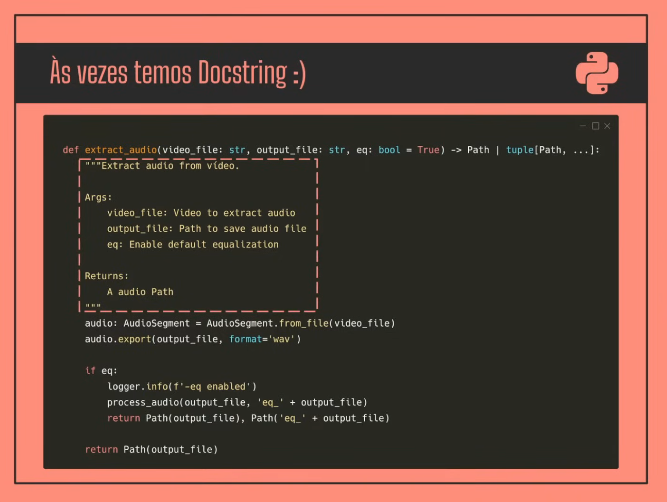 Às vezes temos Docstring :)
def extract_audio(video_file: str, output_file: str, eq: bool = True) -> Path | tuple[Path, ...]:
"""Extract audio from vídeo.
Args:
video_file: Video to extract audio
output_file: Path to save audio file
eq: Enable default equalization
Returns:
A audio Path
"""
audio: AudioSegment = AudioSegment.from_file(video_file)
audio.export(output_file, format='wav')
if eq:
logger.info(f'-eq enabled')
process_audio(output_file, 'eq_' + output_file)
return Path(output_file), Path('eq_' + output_file)
return Path(output_file)